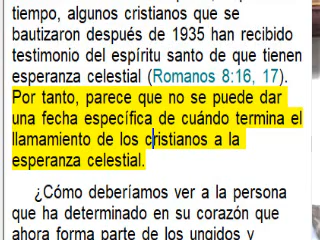 tiempo, algunos cristianos que se
bautizaron después de 1935 han recibido
testimonio del espíritu santo de que tienen
esperanza celestial (Romanos 8:16, 17).
Por tanto, parece que no se puede dar
una fecha específica de cuándo termina el
llamamiento de los cristianos a la
esperanza celestial.
¿Cómo deberíamos ver a la persona
que ha determinado en su corazón que
ahora forma parte de los ungidos y